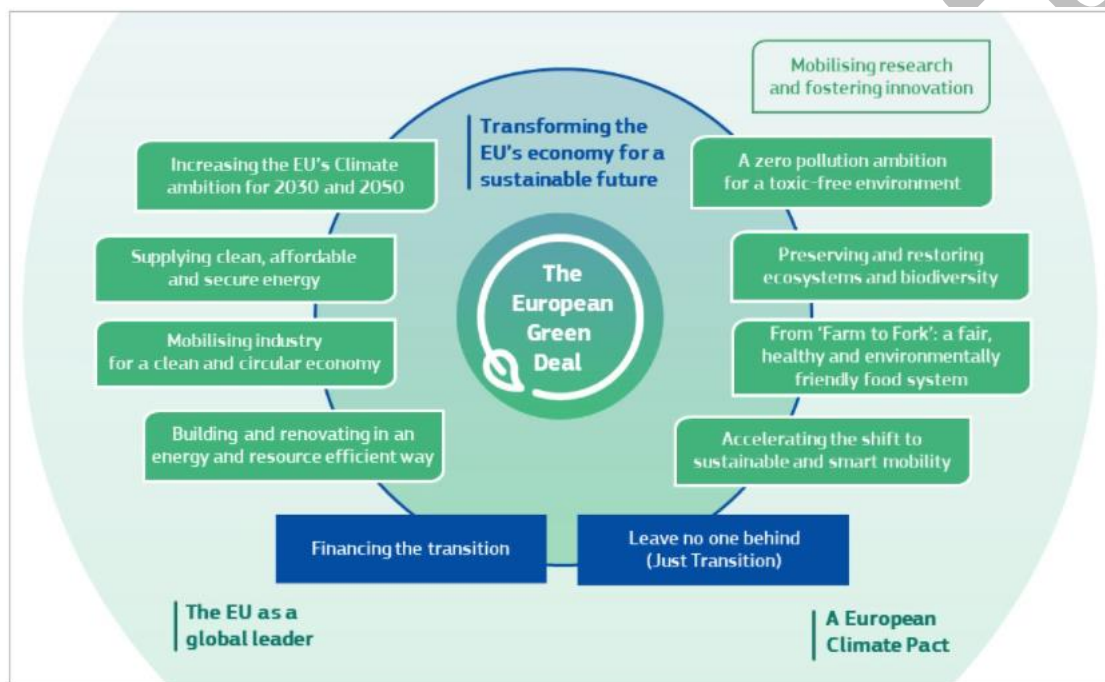 Mobilising research
and fostering innovation
Transforming the
EU's economy for a
sustainable future
Increasing the EU's Climate
ambition for 2030 and 2050
A zero pollution ambition
for a toxic-free environment
Supplying clean, affordable
and secure energy
Preserving and restoring
ecosystems and biodiversity
The
European
Green
Deal
Mobilising industry
for a clean and circular economy
From 'Farm to Fork': a fair,
healthy and environmentally
friendly food system
Building and renovating in an
energy and resource efficient way
Accelerating the shift to
sustainable and smart mobility
Financing the transition
Leave no one behind
(Just Transition)
The EU as a
global leader
A European
Climate Pact